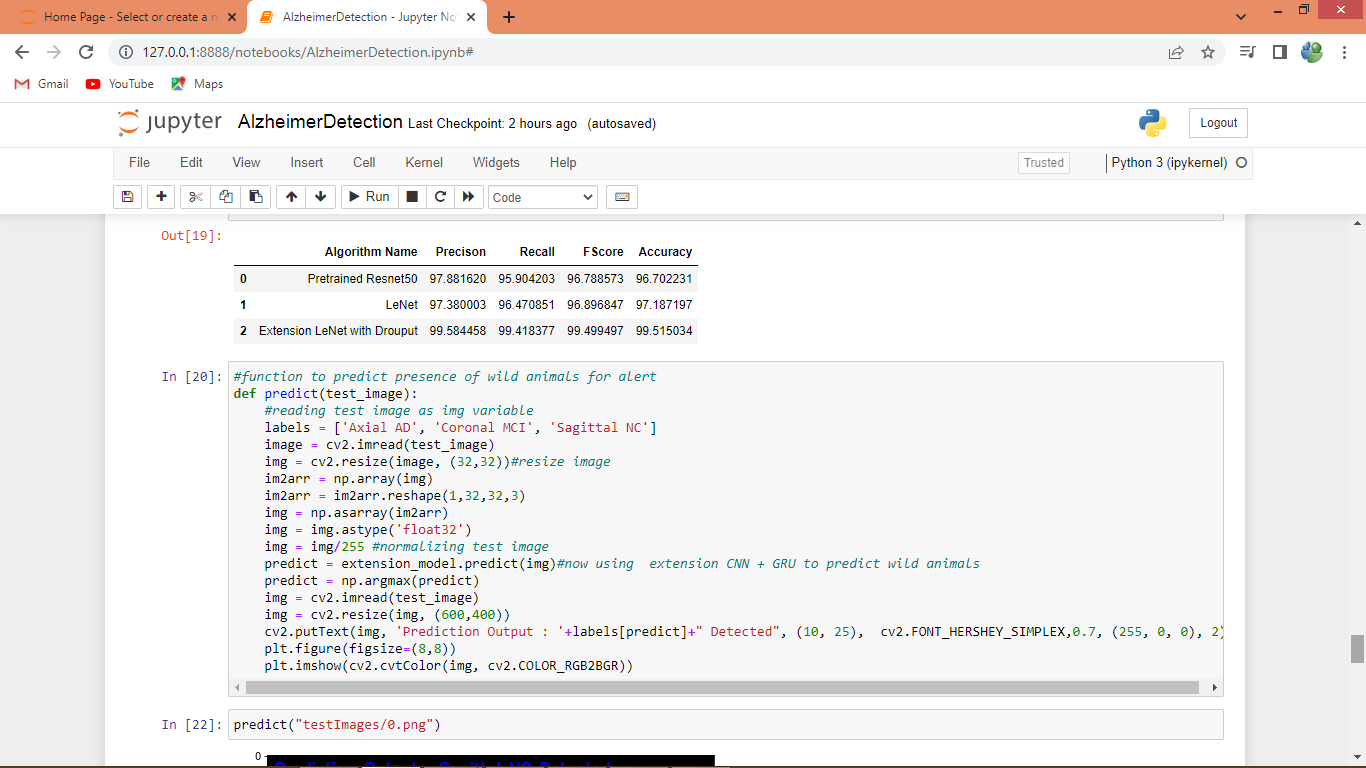 Home Page - Select or create a n
AlzheimerDetection - Jupyter No
127.0.0.1:8888/notebooks/AlzheimerDetection.ipynb#
Gmail YouTube Maps
jupyter AlzheimerDetection Last Checkpoint: 2 hours ago (autosaved)
Logout
File Edit View Insert Cell Kernel Widgets Help
Trusted Python 3 (ipykernel)
Run Code
Out[19]:
Algorithm Name Precison Recall FScore Accuracy
0 Pretrained Resnet50 97.881620 95.904203 96.788573 96.702231
1 LeNet 97.380003 96.470851 96.896847 97.187197
2 Extension LeNet with Drouput 99.584458 99.418377 99.499497 99.515034
In [20]: #function to predict presence of wild animals for alert
def predict(test_image):
#reading test image as img variable
labels = ['Axial AD', 'Coronal MCI', 'Sagittal NC']
image = cv2.imread(test_image)
img = cv2.resize(image, (32,32))#resize image
im2arr = np.array(img)
im2arr = im2arr.reshape(1,32,32,3)
img = np.asarray(im2arr)
img = img.astype('float32')
img = img/255 #normalizing test image
predict = extension_model.predict(img)#now using  extension CNN + GRU to predict wild animals
predict = np.argmax(predict)
img = cv2.imread(test_image)
img = cv2.resize(img, (600,400))
cv2.putText(img, 'Prediction Output : '+labels[predict]+" Detected", (10, 25),  cv2.FONT_HERSHEY_SIMPLEX,0.7, (255, 0, 0), 2)
plt.figure(figsize=(8,8))
plt.imshow(cv2.cvtColor(img, cv2.COLOR_RGB2BGR))
In [22]: predict("testImages/0.png")
0